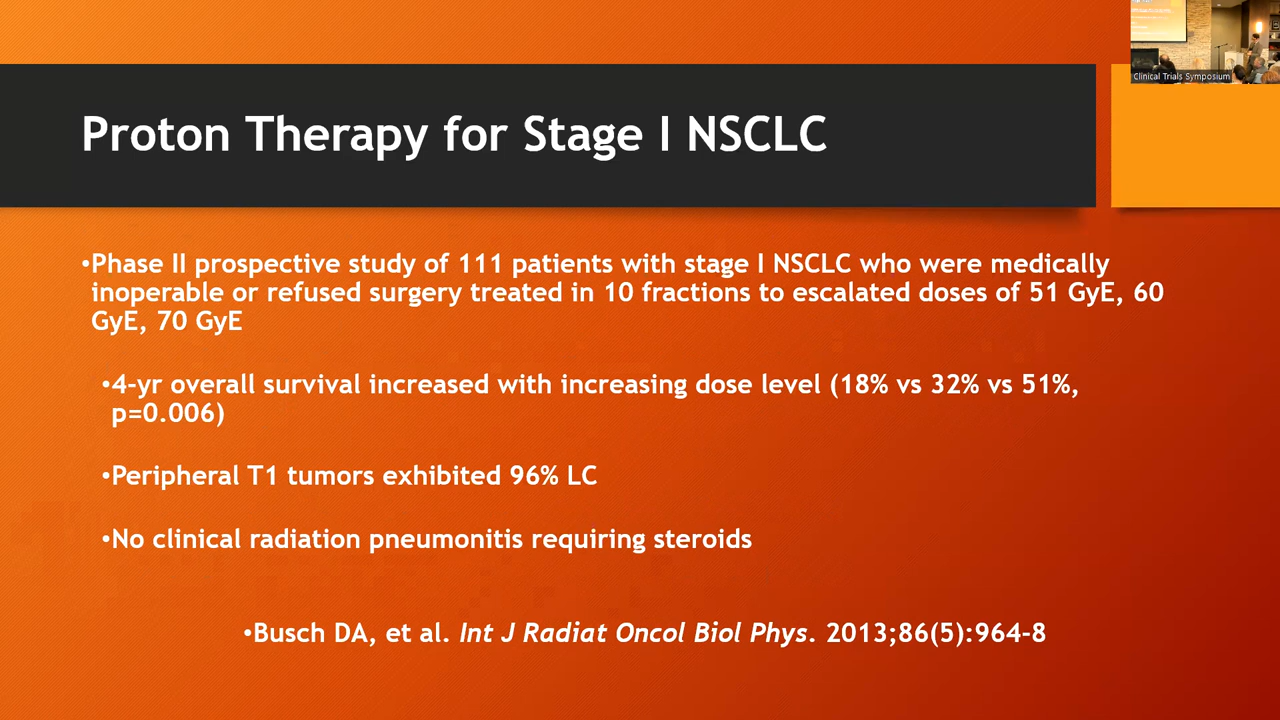 Clinical Trials Symposium
Proton Therapy for Stage I NSCLC
•Phase II prospective study of 111 patients with stage I NSCLC who were medically
inoperable or refused surgery treated in 10 fractions to escalated doses of 51 GyE, 60
GyE, 70 GyE
•4-yr overall survival increased with increasing dose level (18% vs 32% vs 51%,
p=0.006)
•Peripheral T1 tumors exhibited 96% LC
•No clinical radiation pneumonitis requiring steroids
•Busch DA, et al. Int J Radiat Oncol Biol Phys. 2013;86(5):964-8